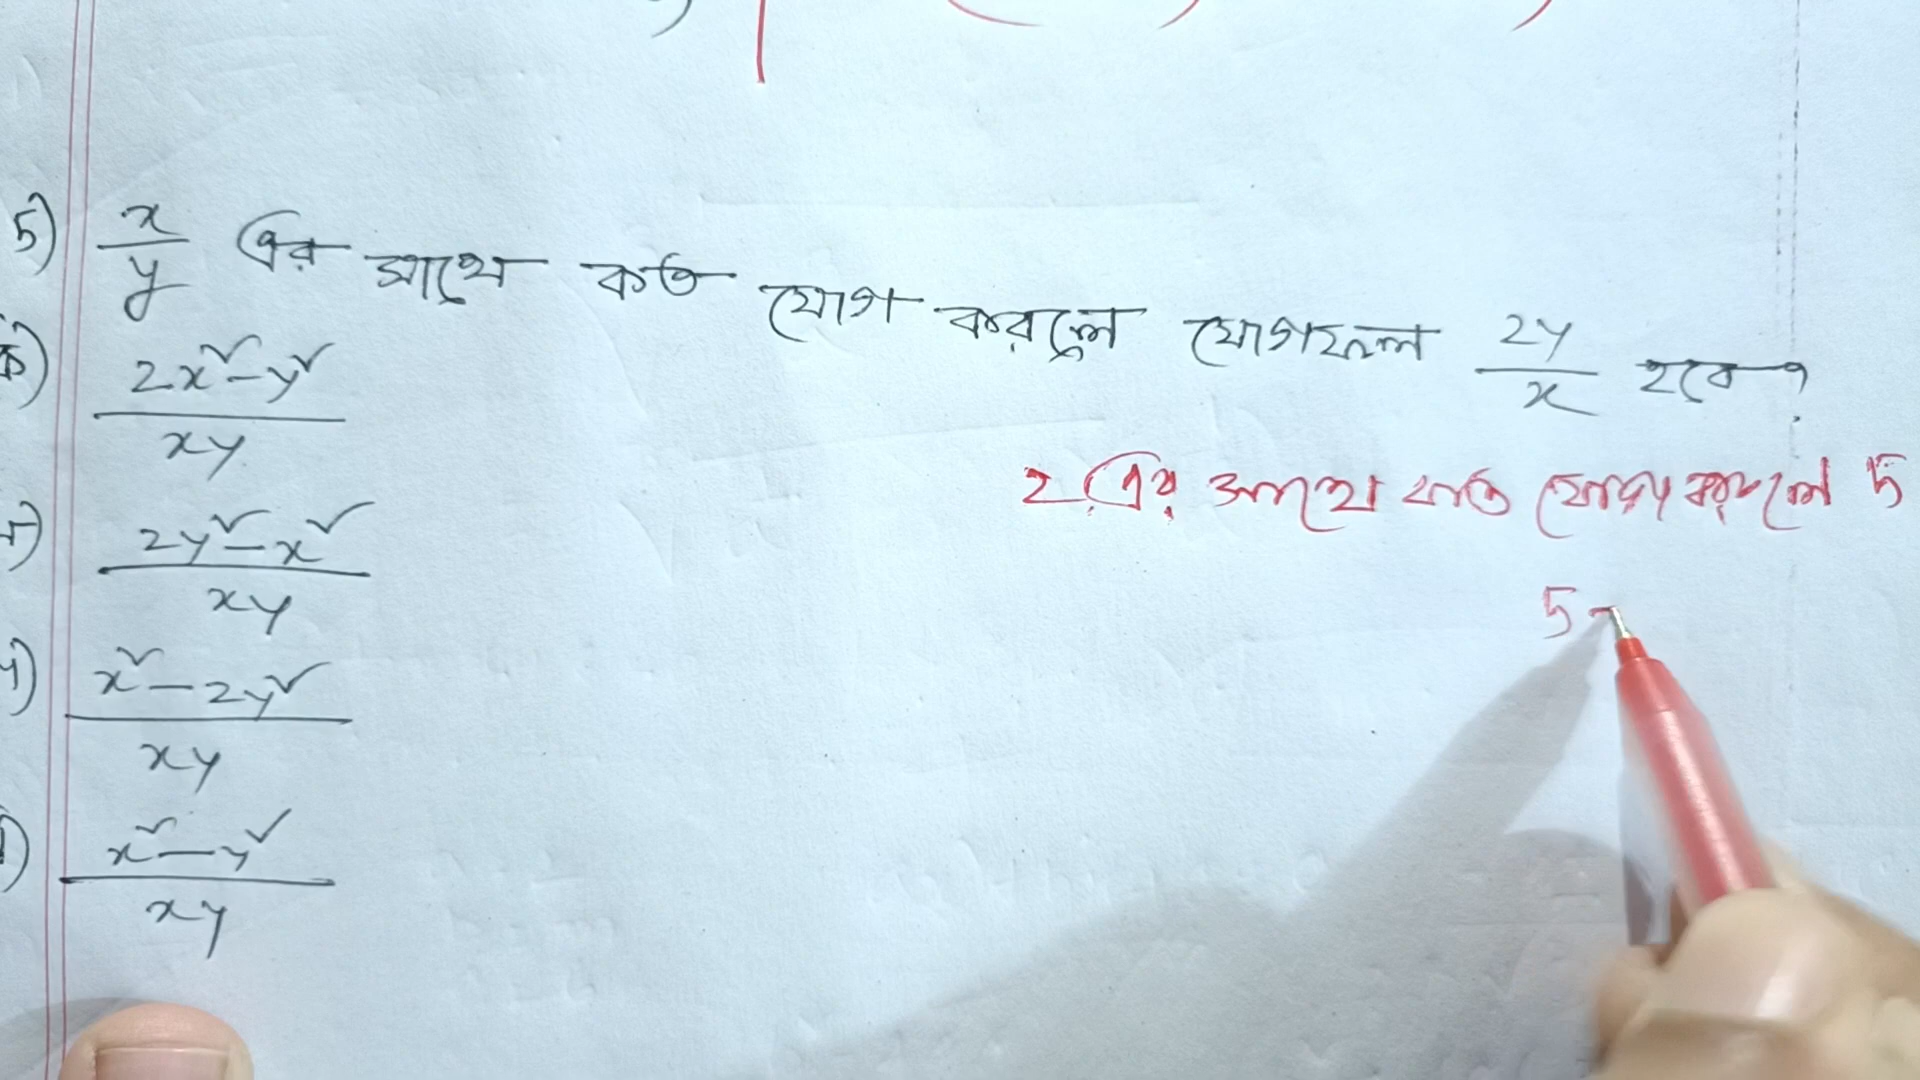 5) x/y এর সাথে কত যোগ করলে যোগফল 2y/x হবে?
ক) 2x²-y²/xy
2 এর সাথে কত যোগ করলে 5
2y²-x²/xy
x²-2y²/xy
5 -
x²-y²/xy